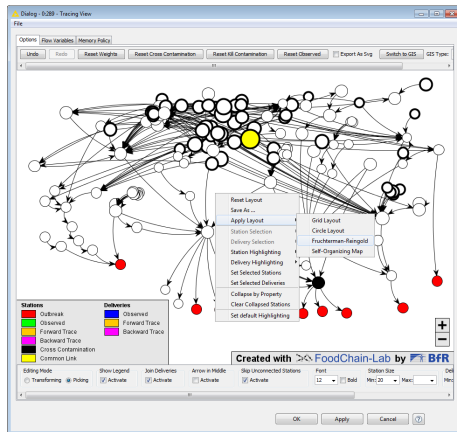 Dialog - 0:289 - Tracing View
File
Options Flow Variables Memory Policy
Undo Redo Reset Weights Reset Cross Contamination Reset Kill Contamination Reset Observed Export As Svg Switch to GIS GIS Type:
Reset Layout
Save As ...
Apply Layout
Station Selection
Delivery Selection
Station Highlighting
Delivery Highlighting
Set Selected Stations
Set Selected Deliveries
Collapse by Property
Clear Collapsed Stations
Set default Highlighting
Grid Layout
Circle Layout
Fruchterman-Reingold
Self-Organizing Map
Stations Deliveries
Outbreak Observed
Observed Forward Trace
Forward Trace Backward Trace
Backward Trace
Cross Contamination
Common Link
+
−
Created with FoodChain-Lab by BfR
Editing Mode Show Legend Join Deliveries Arrow in Middle Skip Unconnected Stations Font Station Size Deli
Transforming Picking Activate Activate Activate Activate 12 Bold Min: 20 Max: Min:
OK Apply Cancel ?